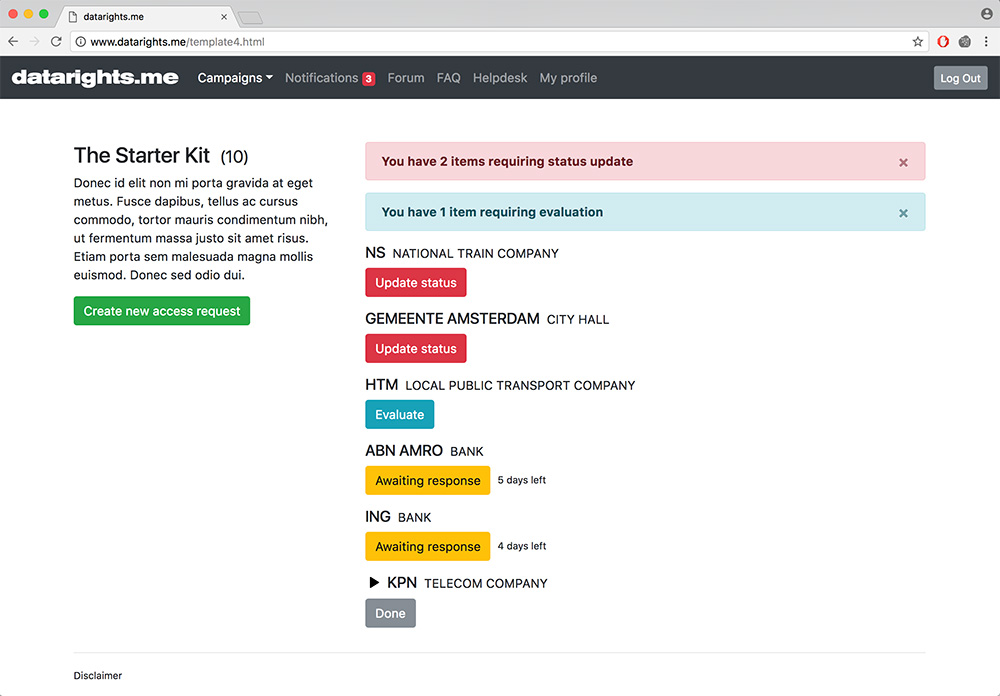 datarights.me
www.datarights.me/template4.html
datarights.me Campaigns Notifications 3 Forum FAQ Helpdesk My profile Log Out
The Starter Kit (10)
Donec id elit non mi porta gravida at eget
metus. Fusce dapibus, tellus ac cursus
commodo, tortor mauris condimentum nibh,
ut fermentum massa justo sit amet risus.
Etiam porta sem malesuada magna mollis
euismod. Donec sed odio dui.
Create new access request
You have 2 items requiring status update
You have 1 item requiring evaluation
NS NATIONAL TRAIN COMPANY
Update status
GEMEENTE AMSTERDAM CITY HALL
Update status
HTM LOCAL PUBLIC TRANSPORT COMPANY
Evaluate
ABN AMRO BANK
Awaiting response 5 days left
ING BANK
Awaiting response 4 days left
KPN TELECOM COMPANY
Done
Disclaimer